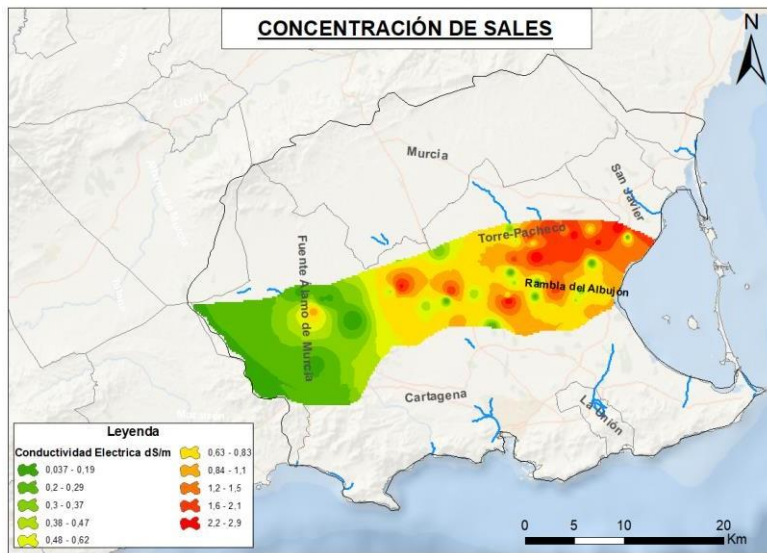 CONCENTRACIÓN DE SALES
N
Murcia
San Javier
Torre-Pacheco
Fuente Álamo de Murcia
Rambla del Albujón
Cartagena
La Unión
Leyenda
Conductividad Electrica dS/m
0,037 - 0,19
0,2 - 0,29
0,3 - 0,37
0,38 - 0,47
0,48 - 0,62
0,63 - 0,83
0,84 - 1,1
1,2 - 1,5
1,6 - 2,1
2,2 - 2,9
0 5 10 20
Km